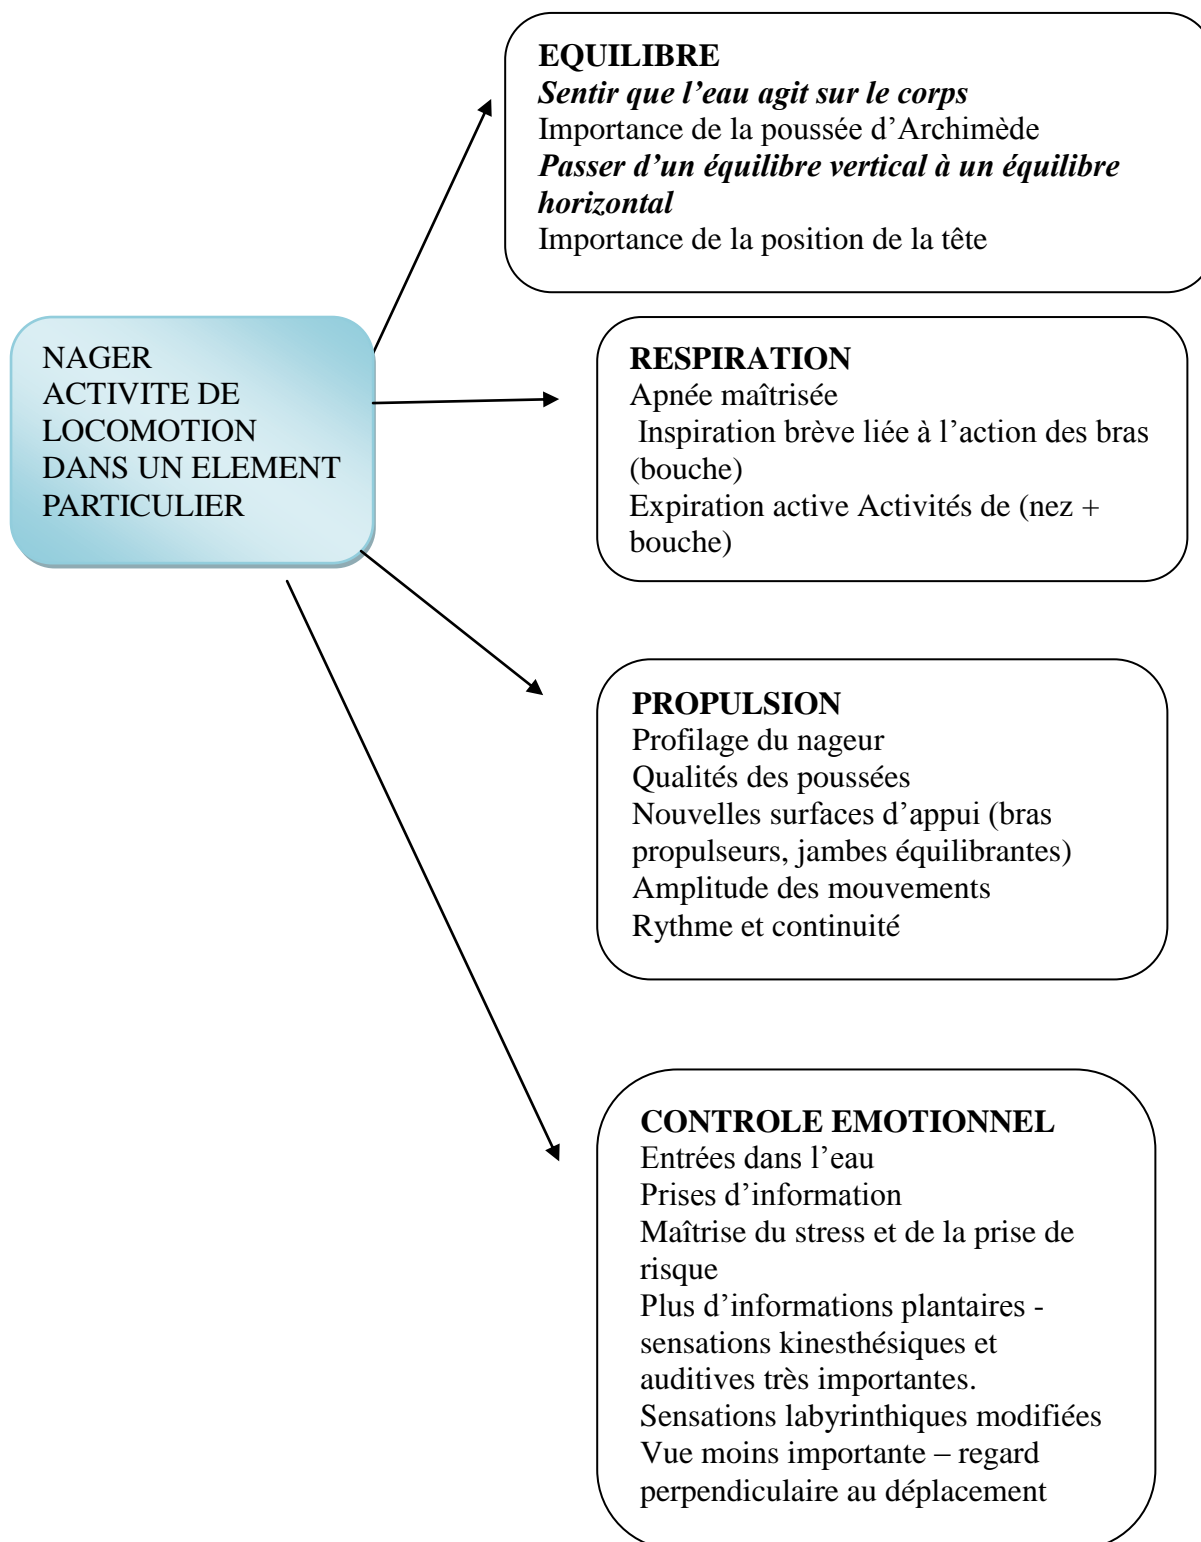 EQUILIBRE
Sentir que l’eau agit sur le corps
Importance de la poussée d’Archimède
Passer d’un équilibre vertical à un équilibre
horizontal
Importance de la position de la tête
NAGER
ACTIVITE DE
LOCOMOTION
DANS UN ELEMENT
PARTICULIER
RESPIRATION
Apnée maîtrisée
Inspiration brève liée à l’action des bras
(bouche)
Expiration active Activités de (nez +
bouche)
PROPULSION
Profilage du nageur
Qualités des poussées
Nouvelles surfaces d’appui (bras
propulseurs, jambes équilibrantes)
Amplitude des mouvements
Rythme et continuité
CONTROLE EMOTIONNEL
Entrées dans l’eau
Prises d’information
Maîtrise du stress et de la prise de
risque
Plus d’informations plantaires -
sensations kinesthésiques et
auditives très importantes.
Sensations labyrinthiques modifiées
Vue moins importante – regard
perpendiculaire au déplacement